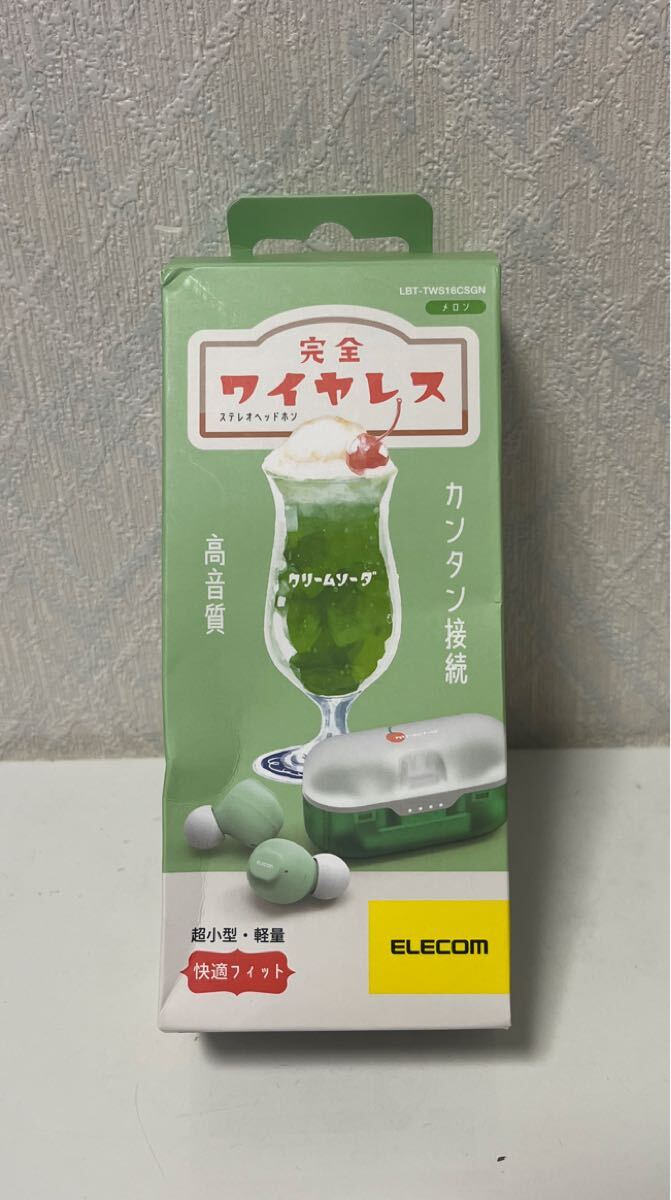 LBT-TWS16CSGN
メロン
完全
ワイヤレス
ステレオヘッドホン
カンタン接続
高音質
クリームソーダ
ELECOM
超小型・軽量
快適フィット
ELECOM